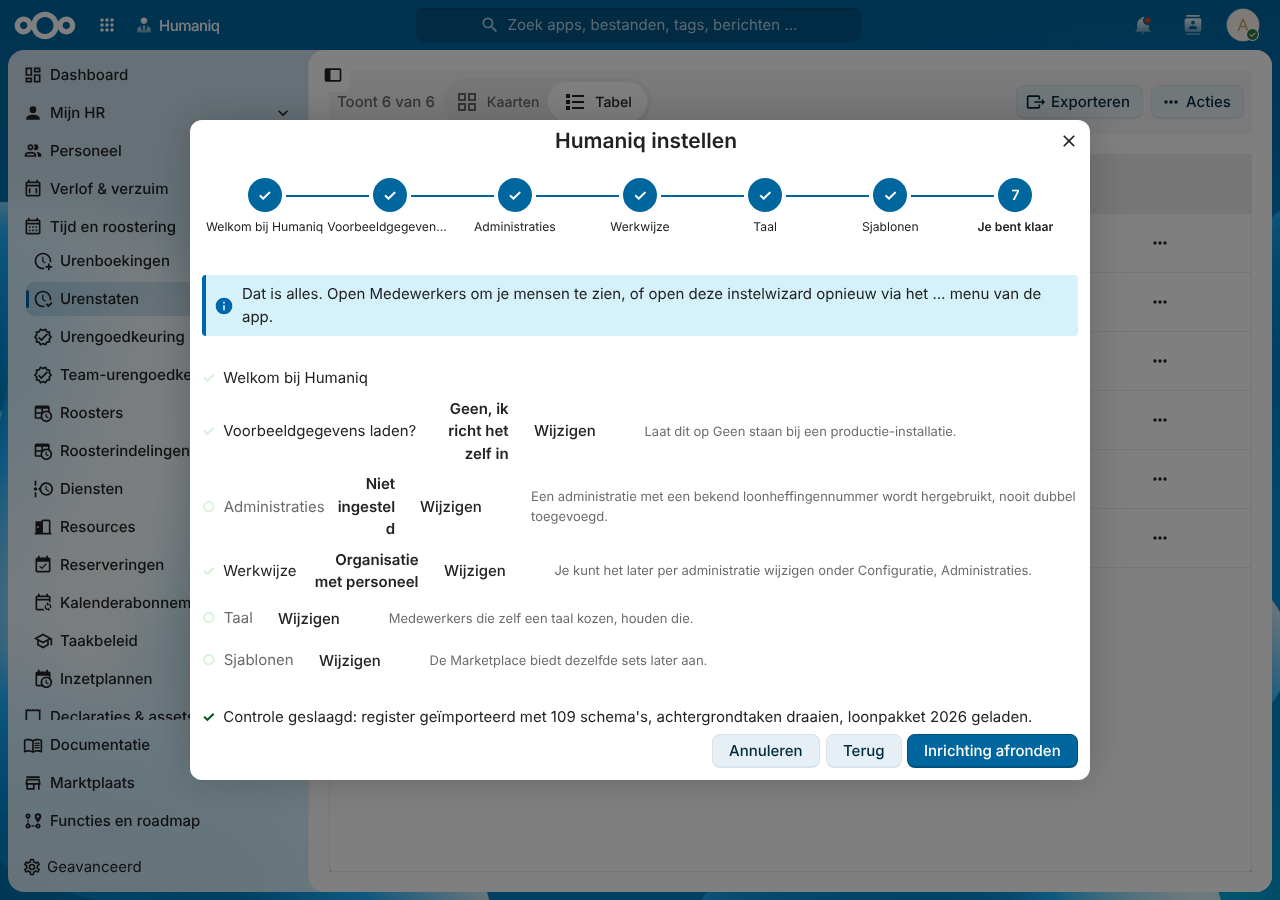 Humaniq
Zoek apps, bestanden, tags, berichten ...
A
Dashboard
Mijn HR
Personeel
Verlof & verzuim
Tijd en roostering
Urenboekingen
Urenstaten
Urengoedkeuring
Team-urengoedke
Roosters
Roosterindelingen
Diensten
Resources
Reserveringen
Kalenderabonnem
Taakbeleid
Inzetplannen
Declaraties & assets
Documentatie
Marktplaats
Functies en roadmap
Geavanceerd
Toont 6 van 6
Kaarten
Tabel
Exporteren
Acties
Humaniq instellen
7
Welkom bij Humaniq
Voorbeeldgegeven...
Administraties
Werkwijze
Taal
Sjablonen
Je bent klaar
Dat is alles. Open Medewerkers om je mensen te zien, of open deze instelwizard opnieuw via het ... menu van de
app.
Welkom bij Humaniq
Voorbeeldgegevens laden?
Geen, ik
richt het
zelf in
Wijzigen
Laat dit op Geen staan bij een productie-installatie.
Administraties
Niet
ingestel
d
Wijzigen
Een administratie met een bekend loonheffingennummer wordt hergebruikt, nooit dubbel
toegevoegd.
Werkwijze
Organisatie
met personeel
Wijzigen
Je kunt het later per administratie wijzigen onder Configuratie, Administraties.
Taal
Wijzigen
Medewerkers die zelf een taal kozen, houden die.
Sjablonen
Wijzigen
De Marketplace biedt dezelfde sets later aan.
Controle geslaagd: register geïmporteerd met 109 schema's, achtergrondtaken draaien, loonpakket 2026 geladen.
Annuleren
Terug
Inrichting afronden